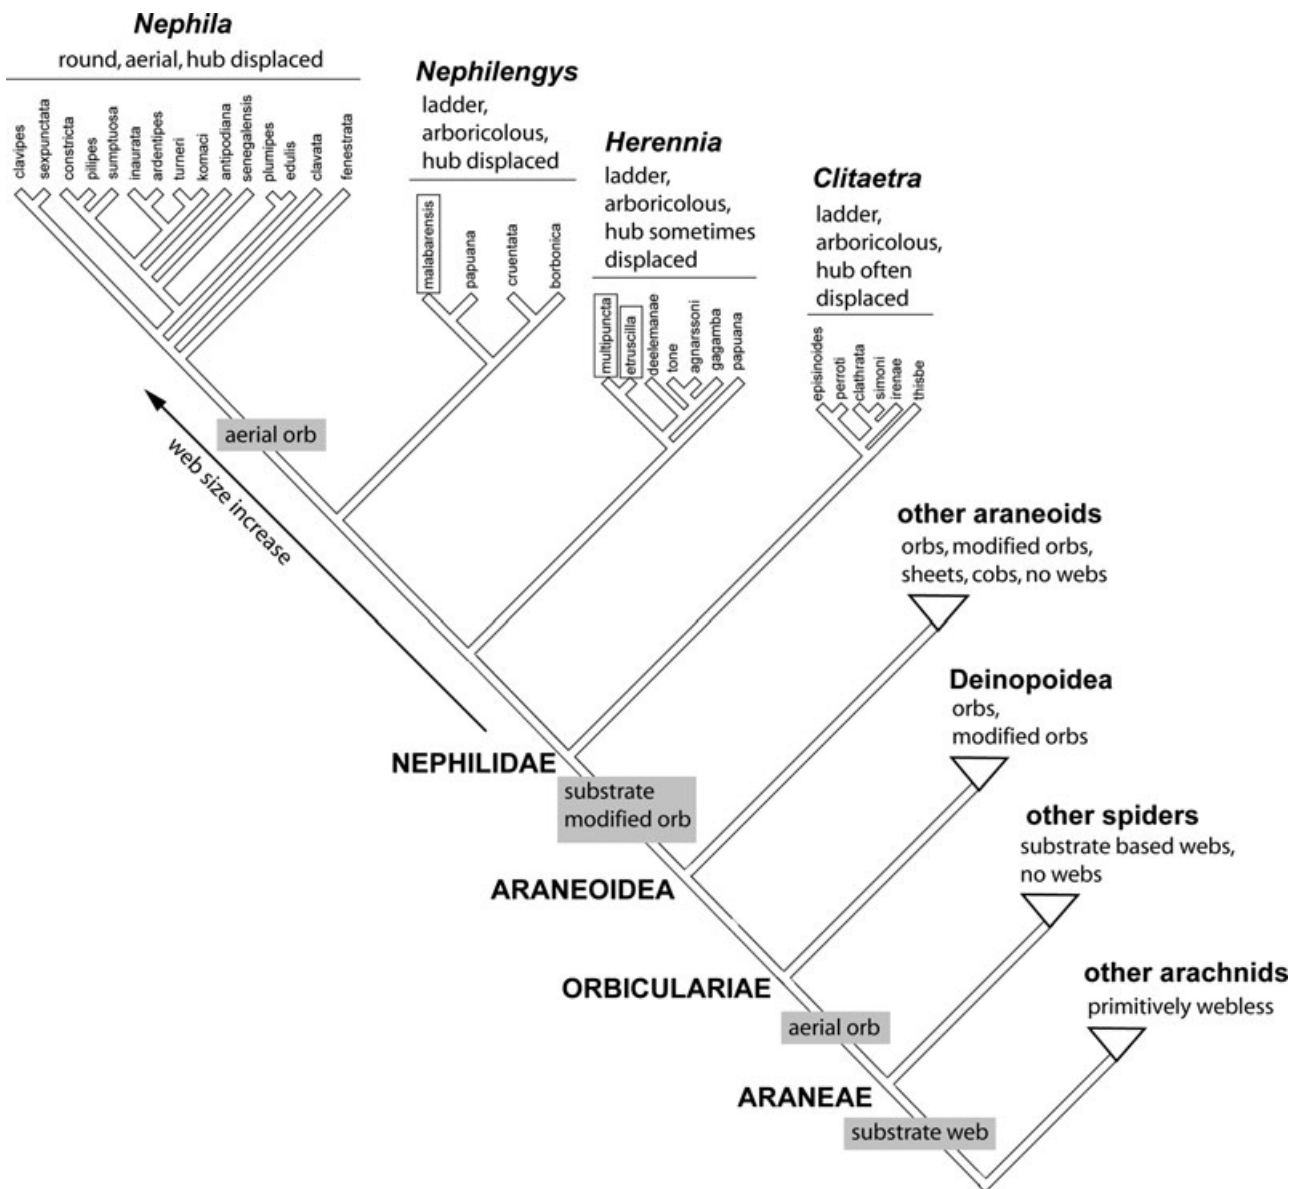 Nephila
round, aerial, hub displaced
clavipes
sexpunctata
constricta
pilipes
sumptuosa
inaurata
ardentipes
turneri
komaci
antipodiana
senegalensis
plumipes
edulis
clavata
fenestrata
Nephilengys
ladder,
arboricolous,
hub displaced
malabarensis
papuana
cruentata
borbonica
Herennia
ladder,
arboricolous,
hub sometimes
displaced
multipuncta
etruscilla
deelemanae
tone
agnarssoni
gagamba
papuana
Clitaetra
ladder,
arboricolous,
hub often
displaced
episinoides
perroti
clathrata
simoni
irenae
thisbe
aerial orb
web size increase
other araneoids
orbs, modified orbs,
sheets, cobs, no webs
Deinopoidea
orbs,
modified orbs
NEPHILIDAE
substrate
modified orb
other spiders
substrate based webs,
no webs
ARANEOIDEA
other arachnids
primitively webless
ORBICULARIAE
aerial orb
ARANEAE
substrate web